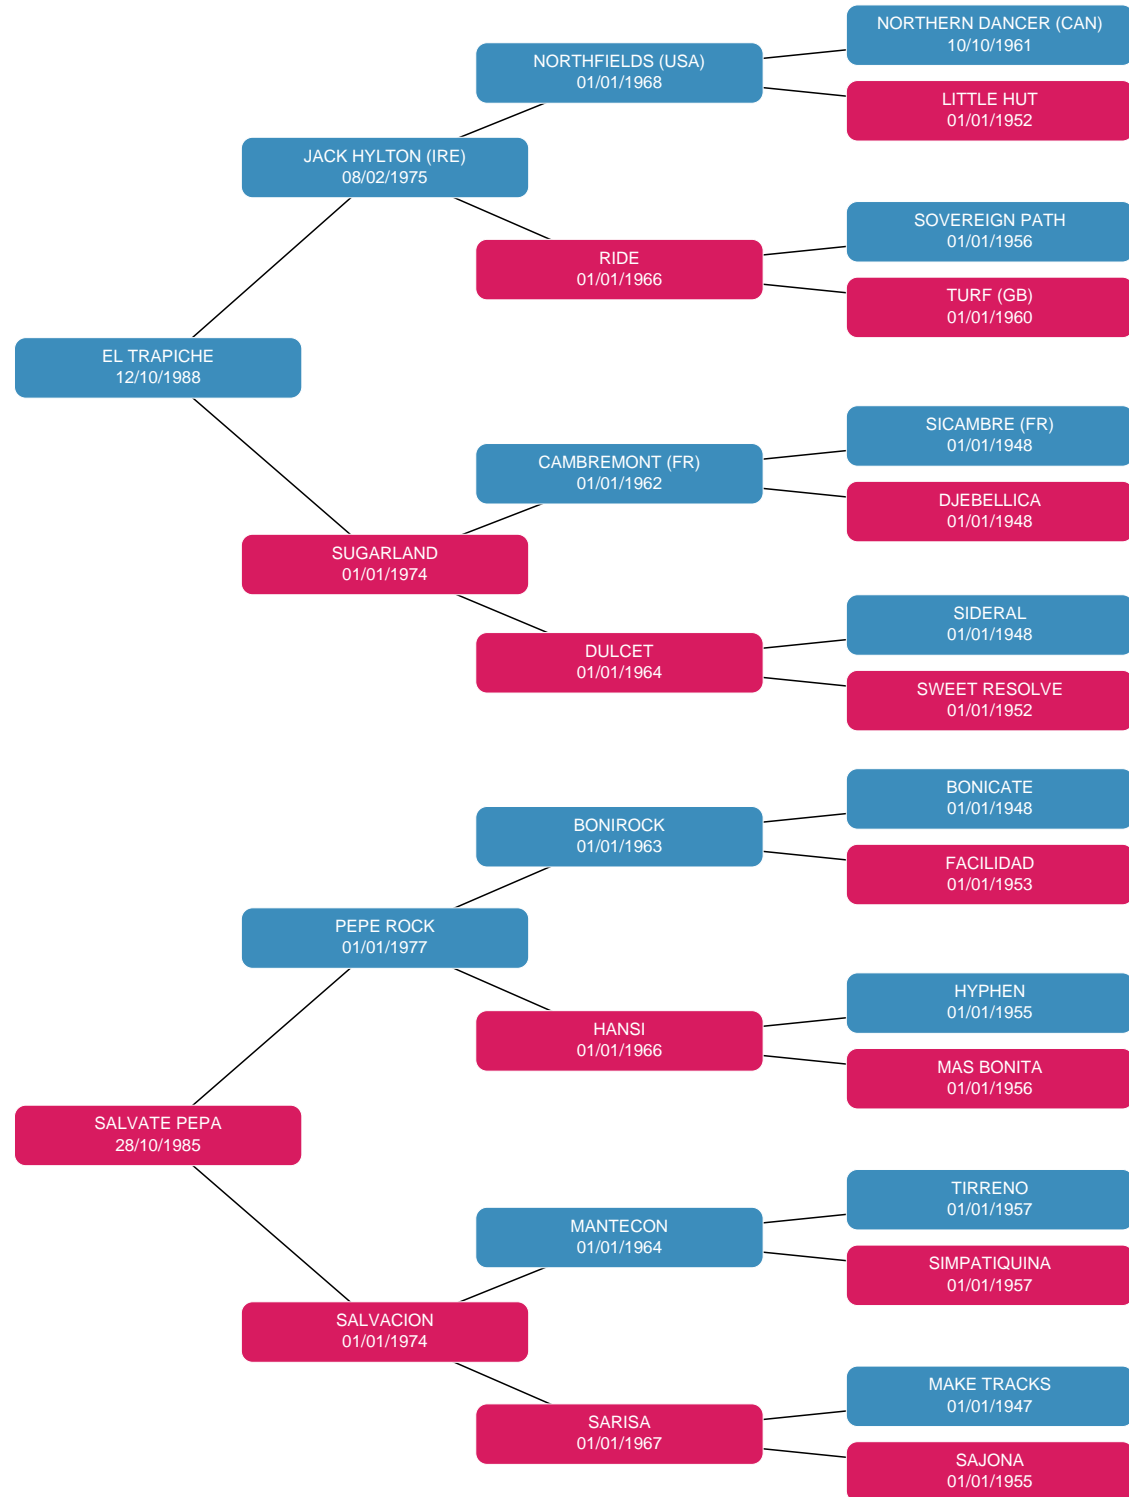 NORTHERN DANCER (CAN)
10/10/1961
NORTHFIELDS (USA)
01/01/1968
LITTLE HUT
01/01/1952
JACK HYLTON (IRE)
08/02/1975
SOVEREIGN PATH
01/01/1956
RIDE
01/01/1966
TURF (GB)
01/01/1960
EL TRAPICHE
12/10/1988
SICAMBRE (FR)
01/01/1948
CAMBREMONT (FR)
01/01/1962
DJEBELLICA
01/01/1948
SUGARLAND
01/01/1974
SIDERAL
01/01/1948
DULCET
01/01/1964
SWEET RESOLVE
01/01/1952
BONICATE
01/01/1948
BONIROCK
01/01/1963
FACILIDAD
01/01/1953
PEPE ROCK
01/01/1977
HYPHEN
01/01/1955
HANSI
01/01/1966
MAS BONITA
01/01/1956
SALVATE PEPA
28/10/1985
TIRRENO
01/01/1957
MANTECON
01/01/1964
SIMPATIQUINA
01/01/1957
SALVACION
01/01/1974
MAKE TRACKS
01/01/1947
SARISA
01/01/1967
SAJONA
01/01/1955